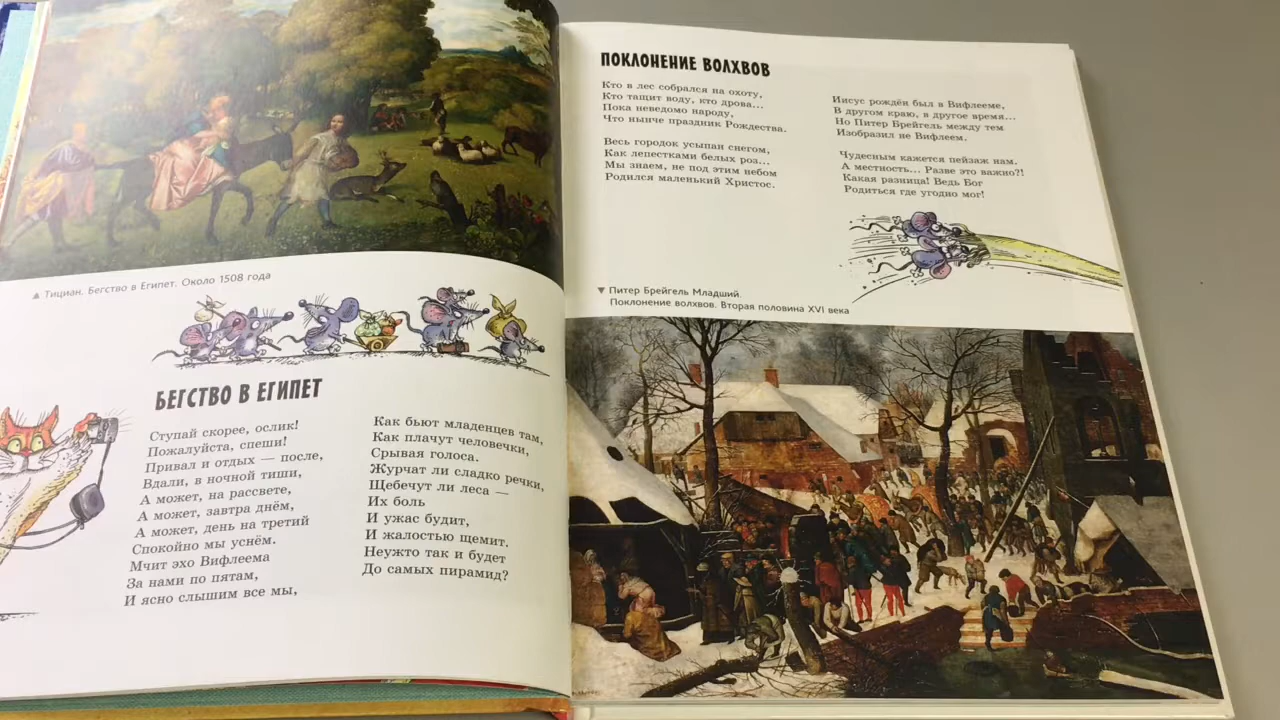 ▲ Тициан. Бегство в Египет. Около 1508 года
БЕГСТВО В ЕГИПЕТ
Ступай скорее, ослик!
Пожалуйста, спеши!
Привал и отдых — после,
Вдали, в ночной тиши,
А может, на рассвете,
А может, завтра днём,
А может, день на третий
Спокойно мы уснём.
Мчит эхо Вифлеема
За нами по пятам,
И ясно слышим все мы,
Как бьют младенцев там,
Как плачут человечки,
Срывая голоса.
Журчат ли сладко речки,
Щебечут ли леса —
Их боль
И ужас будит,
И жалостью щемит.
Неужто так и будет
До самых пирамид?
ПОКЛОНЕНИЕ ВОЛХВОВ
Кто в лес собрался на охоту,
Кто тащит воду, кто дрова...
Пока неведомо народу,
Что нынче праздник Рождества.
Весь городок усыпан снегом,
Как лепестками белых роз...
Мы знаем, не под этим небом
Родился маленький Христос.
Иисус рождён был в Вифлееме,
В другом краю, в другое время...
Но Питер Брейгель между тем
Изобразил не Вифлеем.
Чудесным кажется пейзаж нам.
А местность... Разве это важно?!
Какая разница! Ведь Бог
Родиться где угодно мог!
▼ Питер Брейгель Младший.
Поклонение волхвов. Вторая половина XVI века